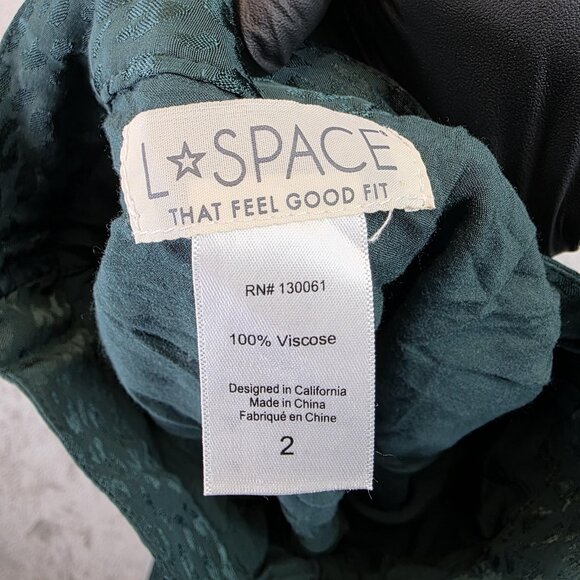 L☆SPACE
THAT FEEL GOOD FIT
RN# 130061
100% Viscose
Designed in California
Made in China
Fabriqué en Chine
2